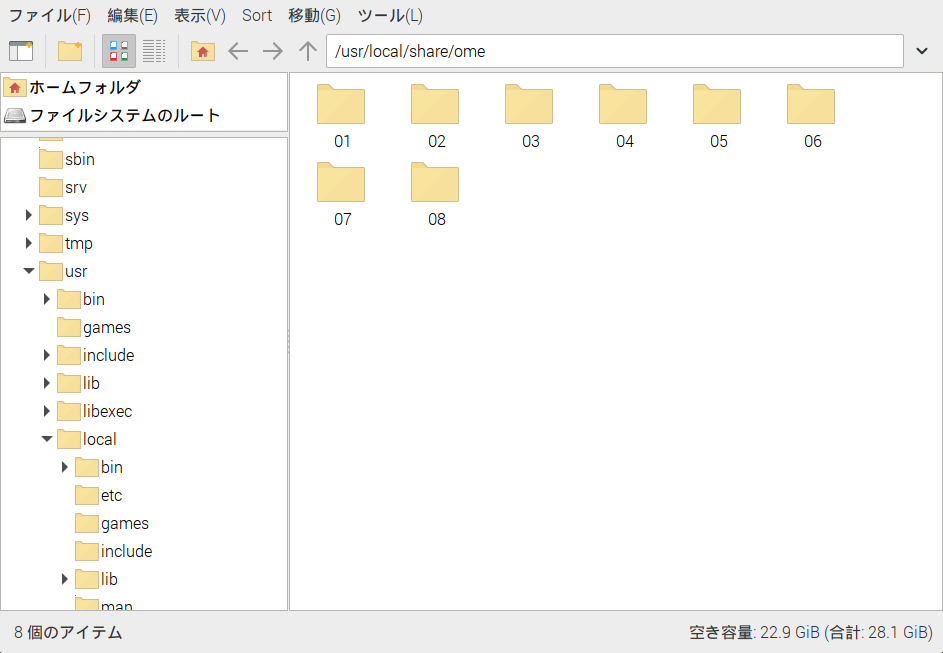 ファイル(F) 編集(E) 表示(V) Sort 移動(G) ツール(L)
/usr/local/share/ome
ホームフォルダ
ファイルシステムのルート
sbin
srv
sys
tmp
usr
bin
games
include
lib
libexec
local
bin
etc
games
include
lib
man
01 02 03 04 05 06
07 08
8 個のアイテム
空き容量: 22.9 GiB (合計: 28.1 GiB)